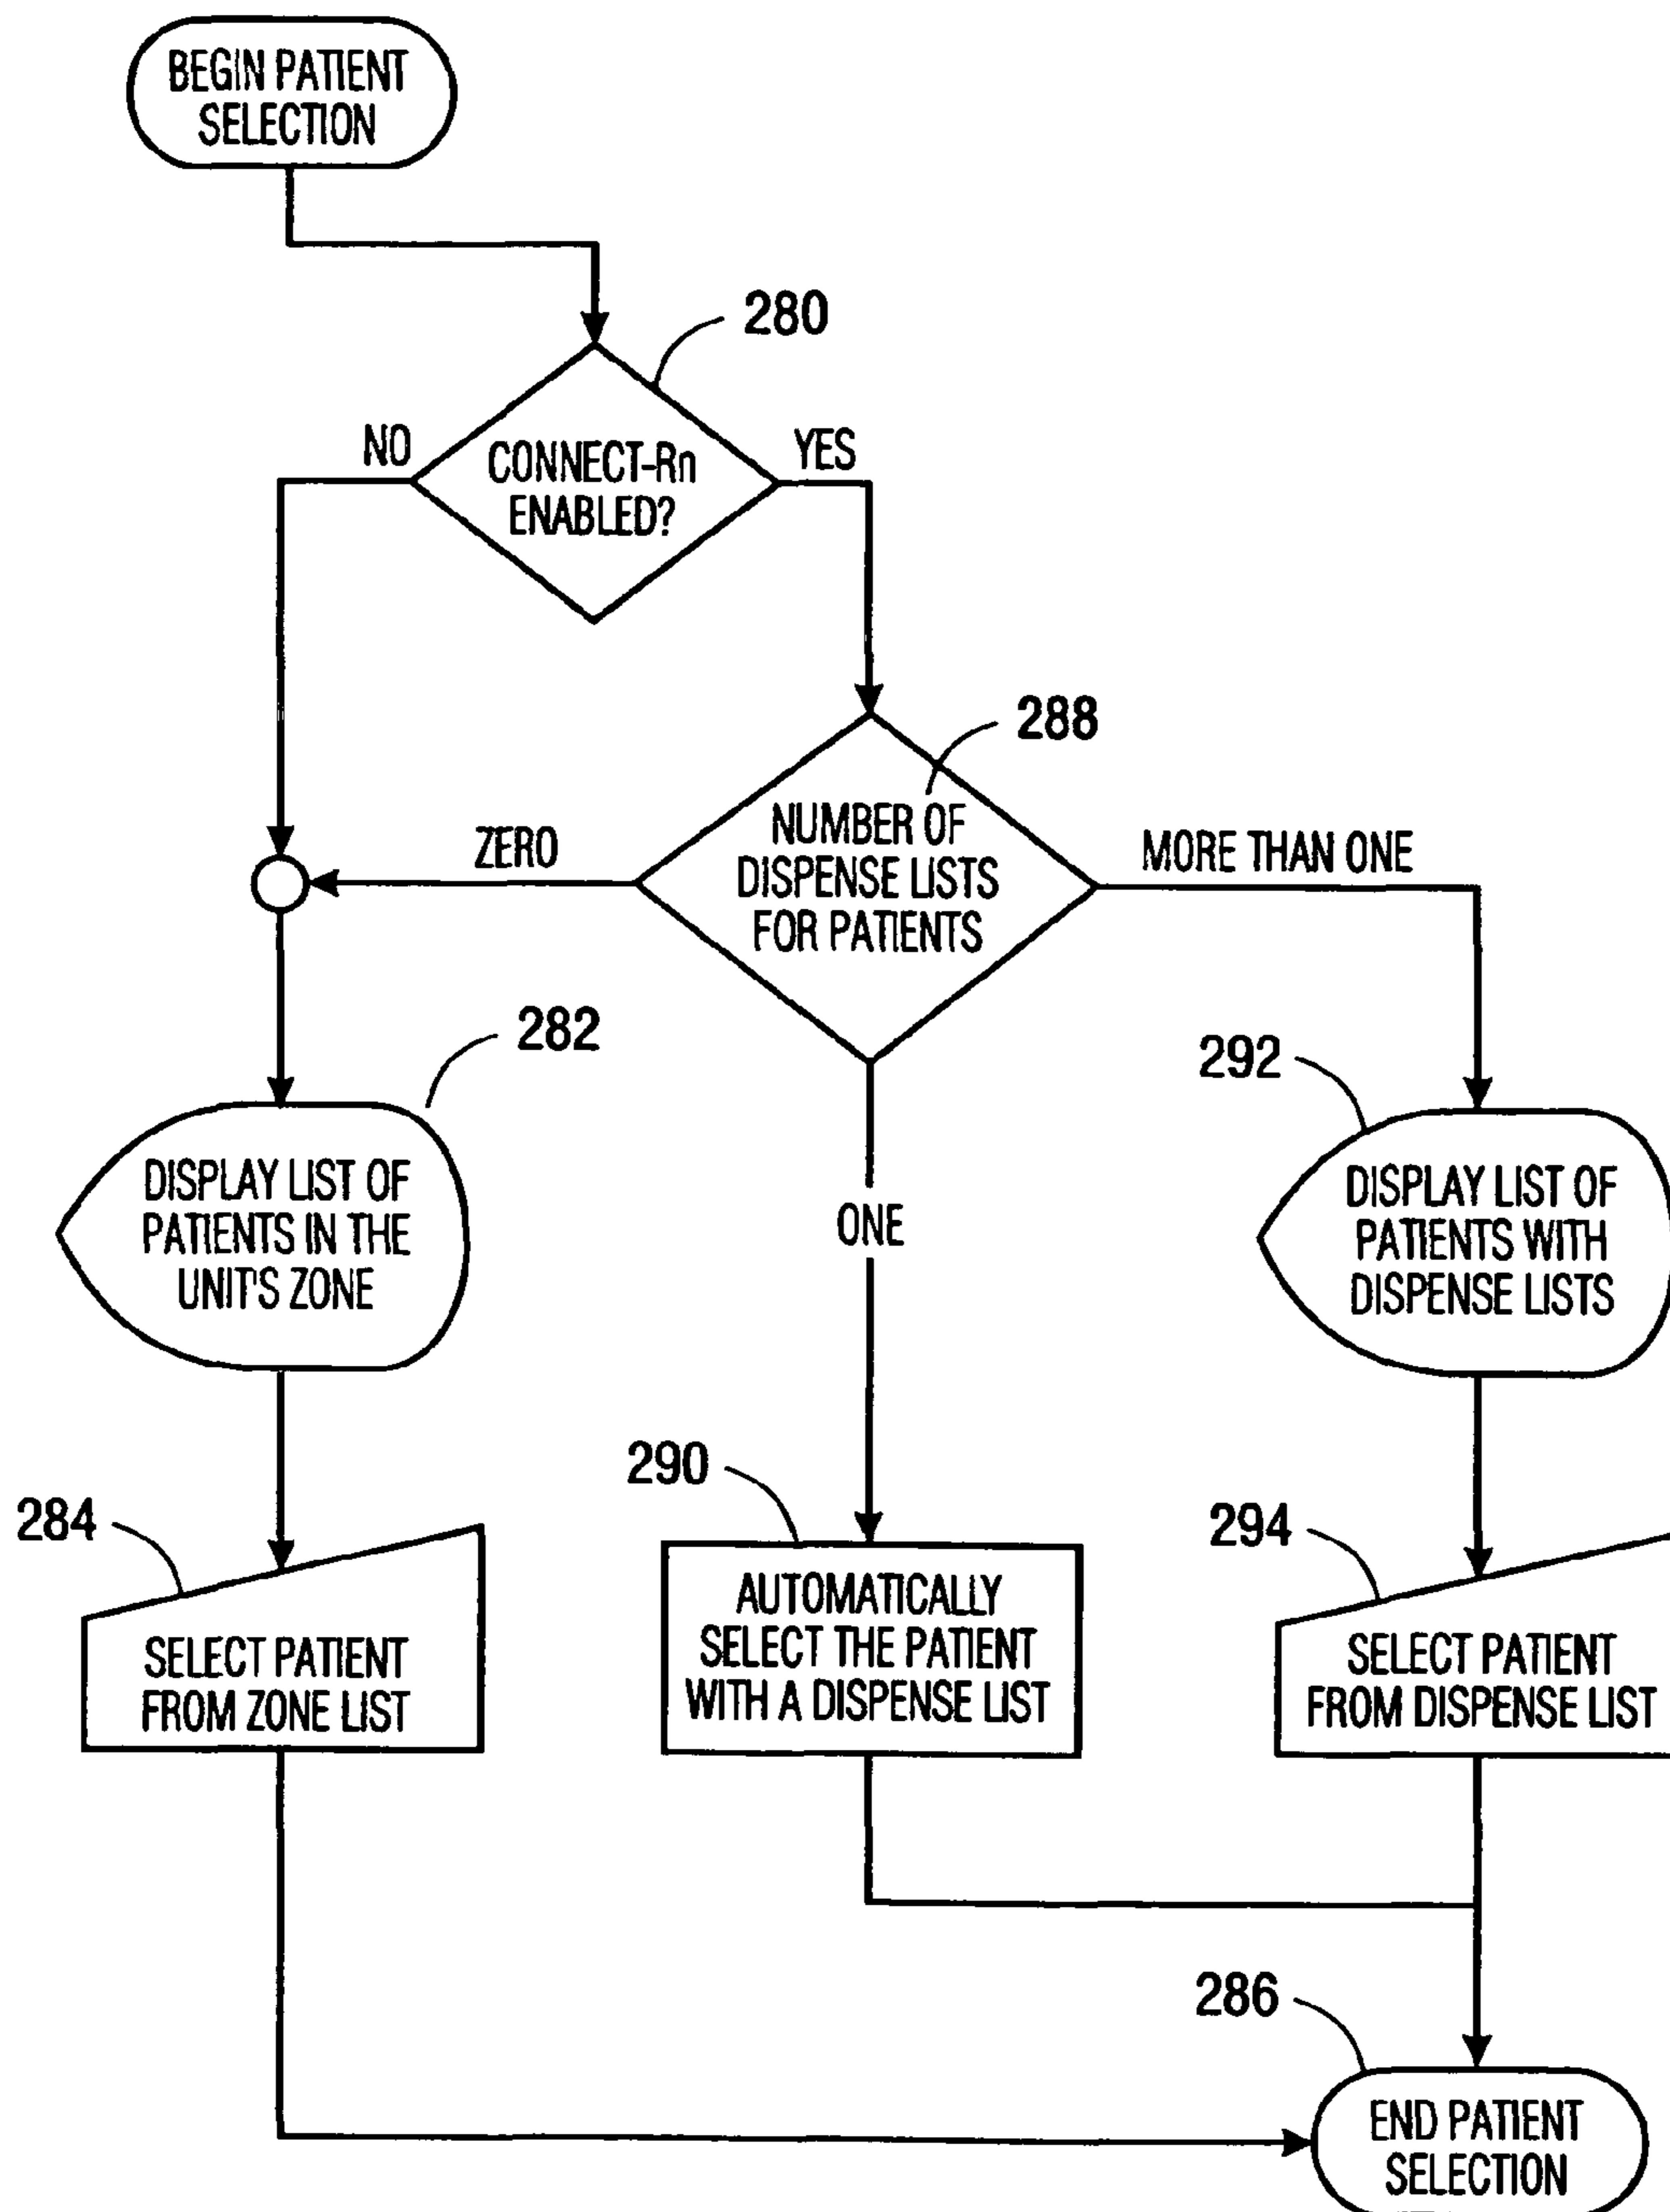 BEGIN PATIENT
SELECTION
280
NO
CONNECT-Rn
ENABLED?
YES
288
NUMBER OF
DISPENSE LISTS
FOR PATIENTS
ZERO
MORE THAN ONE
282
DISPLAY LIST OF
PATIENTS IN THE
UNIT'S ZONE
ONE
292
DISPLAY LIST OF
PATIENTS WITH
DISPENSE LISTS
284
SELECT PATIENT
FROM ZONE LIST
290
AUTOMATICALLY
SELECT THE PATIENT
WITH A DISPENSE LIST
294
SELECT PATIENT
FROM DISPENSE LIST
286
END PATIENT
SELECTION